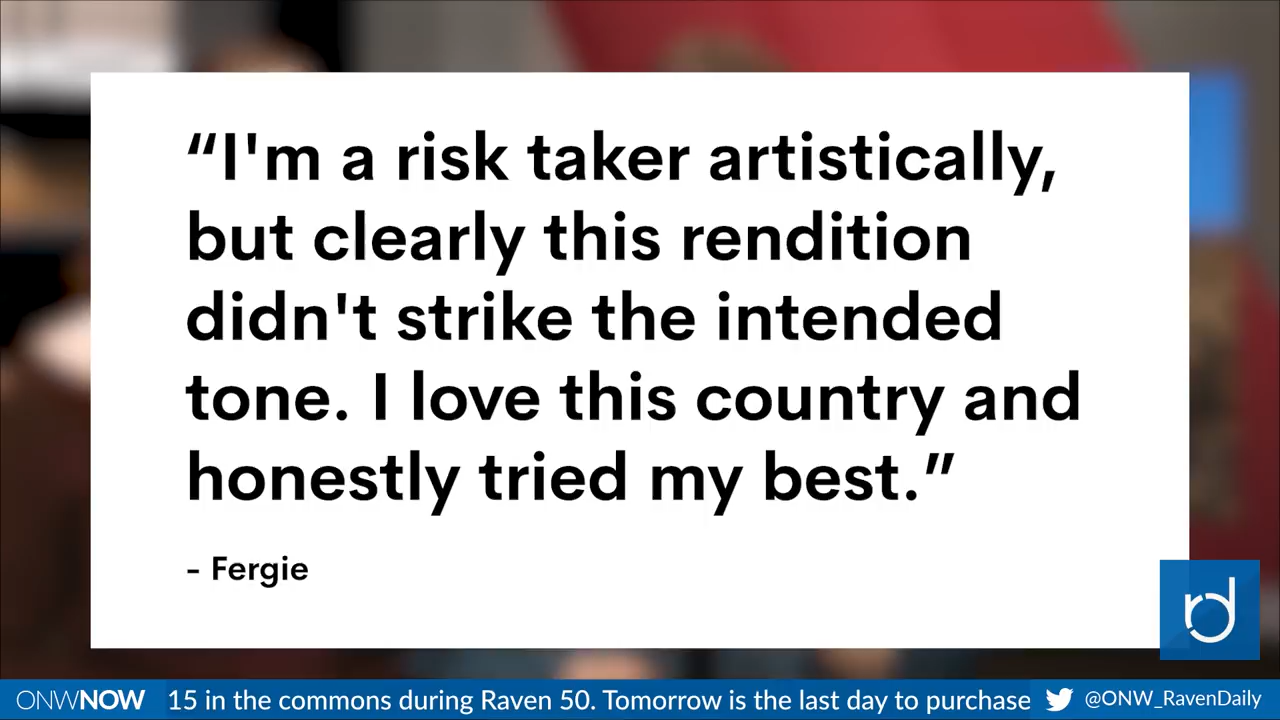 “I'm a risk taker artistically,
but clearly this rendition
didn't strike the intended
tone. I love this country and
honestly tried my best.”
- Fergie
rd
ONWNOW 15 in the commons during Raven 50. Tomorrow is the last day to purchase @ONW_RavenDaily